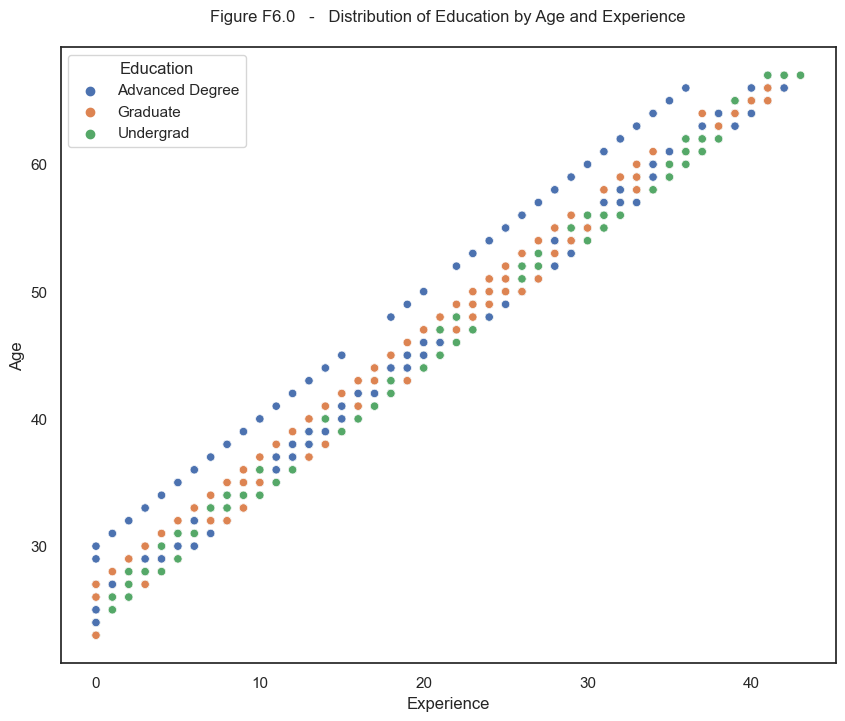 Figure F6.0 - Distribution of Education by Age and Experience
Education
Advanced Degree
Graduate
Undergrad
60
50
40
30
Age
0 10 20 30 40
Experience